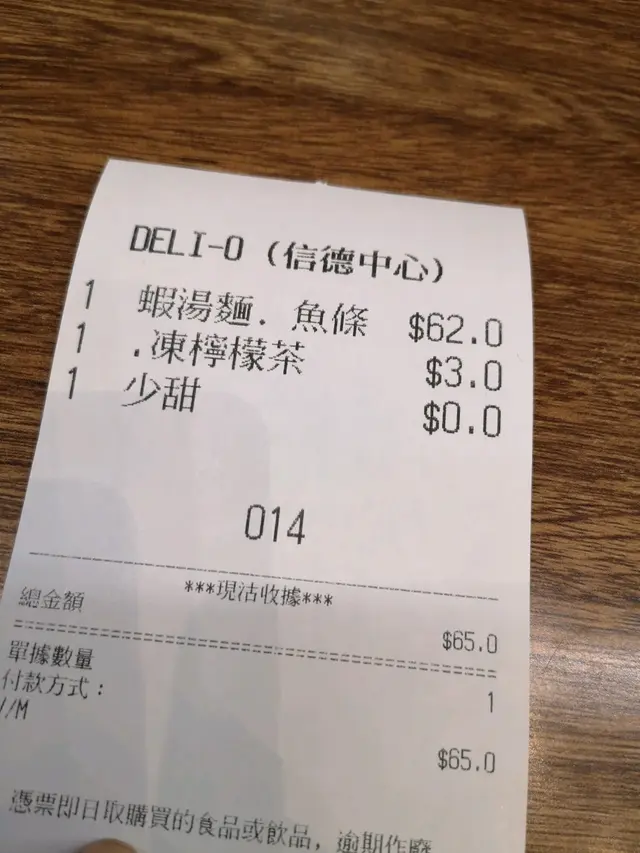 DELI-O (信德中心)
1 蝦湯麵. 魚條 $62.0
1 .凍檸檬茶 $3.0
1 少甜 $0.0
014
***現沽收據***
總金額 $65.0
單據數量 1
付款方式：
/M $65.0
憑票即日取購買的食品或飲品，逾期作廢